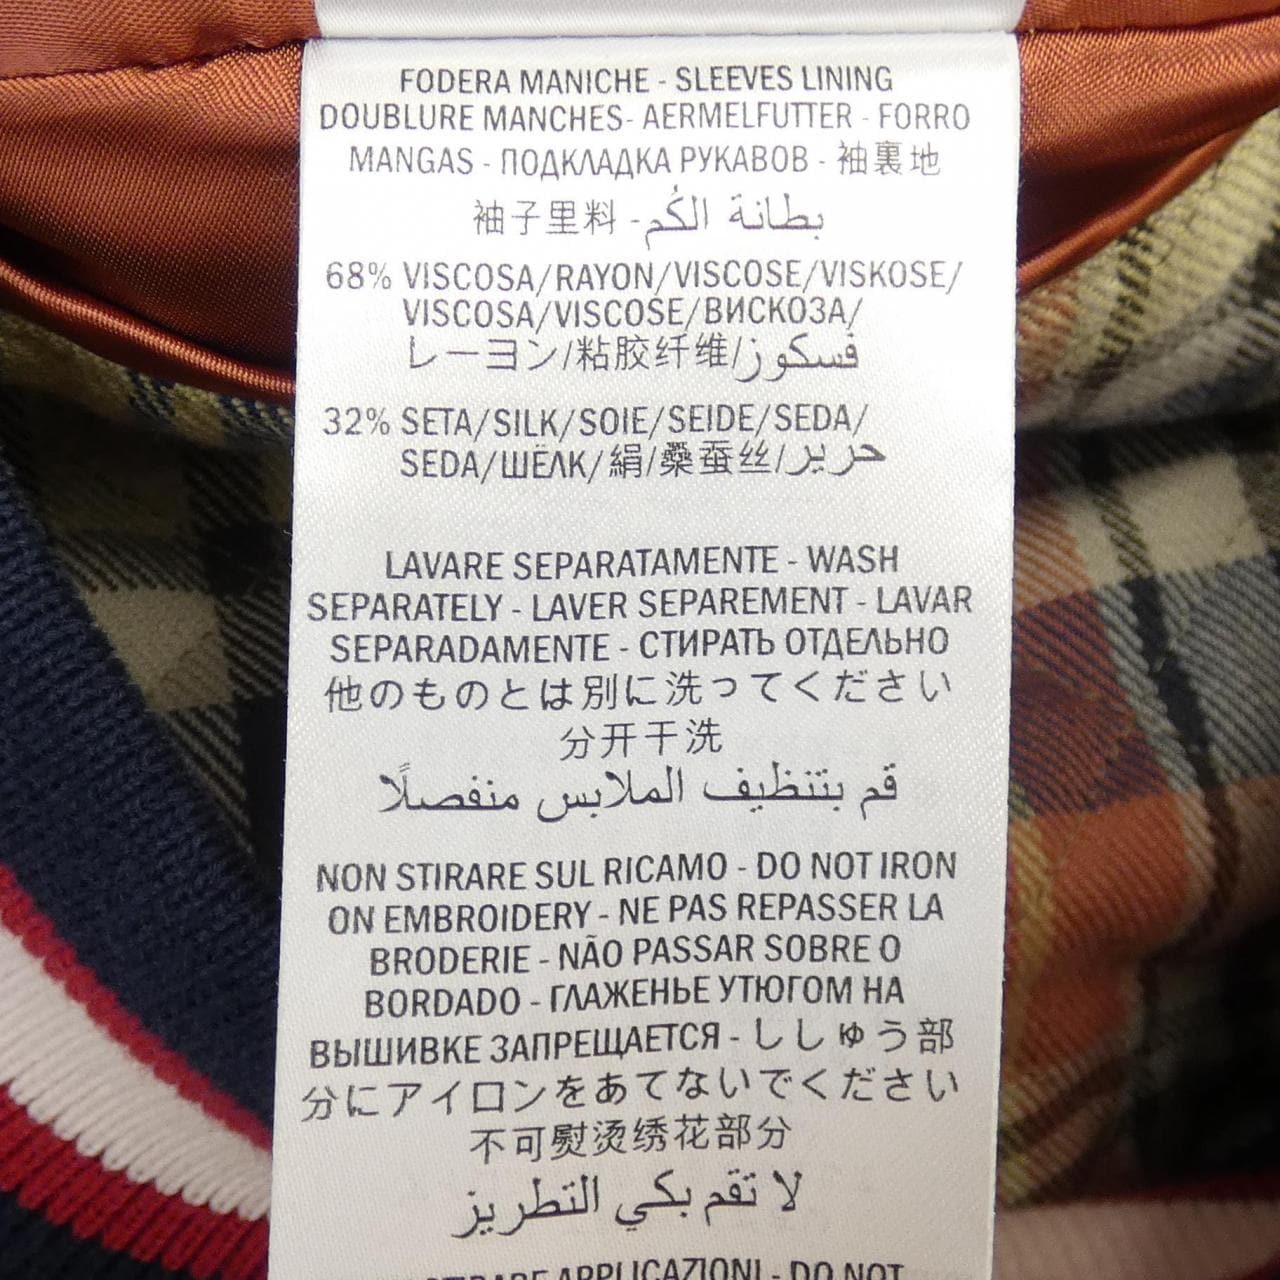 FODERA MANICHE - SLEEVES LINING
DOUBLURE MANCHES- AERMELFUTTER - FORRO
MANGAS - ПОДКЛАДКА РУКАВОВ - 袖裏地
袖子里料 - بطانة الكُم
68% VISCOSA/RAYON/VISCOSE/VISKOSE/
VISCOSA/VISCOSE/ВИСКОЗА/
レーヨン/粘胶纤维/فسكوز
32% SETA/SILK/SOIE/SEIDE/SEDA/
SEDA/ШЁЛК/絹/桑蚕丝/حرير
LAVARE SEPARATAMENTE - WASH
SEPARATELY - LAVER SEPAREMENT - LAVAR
SEPARADAMENTE - СТИРАТЬ ОТДЕЛЬНО
他のものとは別に洗ってください
分开干洗
قم بتنظيف الملابس منفصلًا
NON STIRARE SUL RICAMO - DO NOT IRON
ON EMBROIDERY - NE PAS REPASSER LA
BRODERIE - NÃO PASSAR SOBRE O
BORDADO - ГЛАЖЕНЬЕ УТЮГОМ НА
ВЫШИВКЕ ЗАПРЕЩАЕТСЯ - ししゅう部
分にアイロンをあてないでください
不可熨烫绣花部分
لا تقم بكي التطريز
APPLICAZIONI - DO NOT